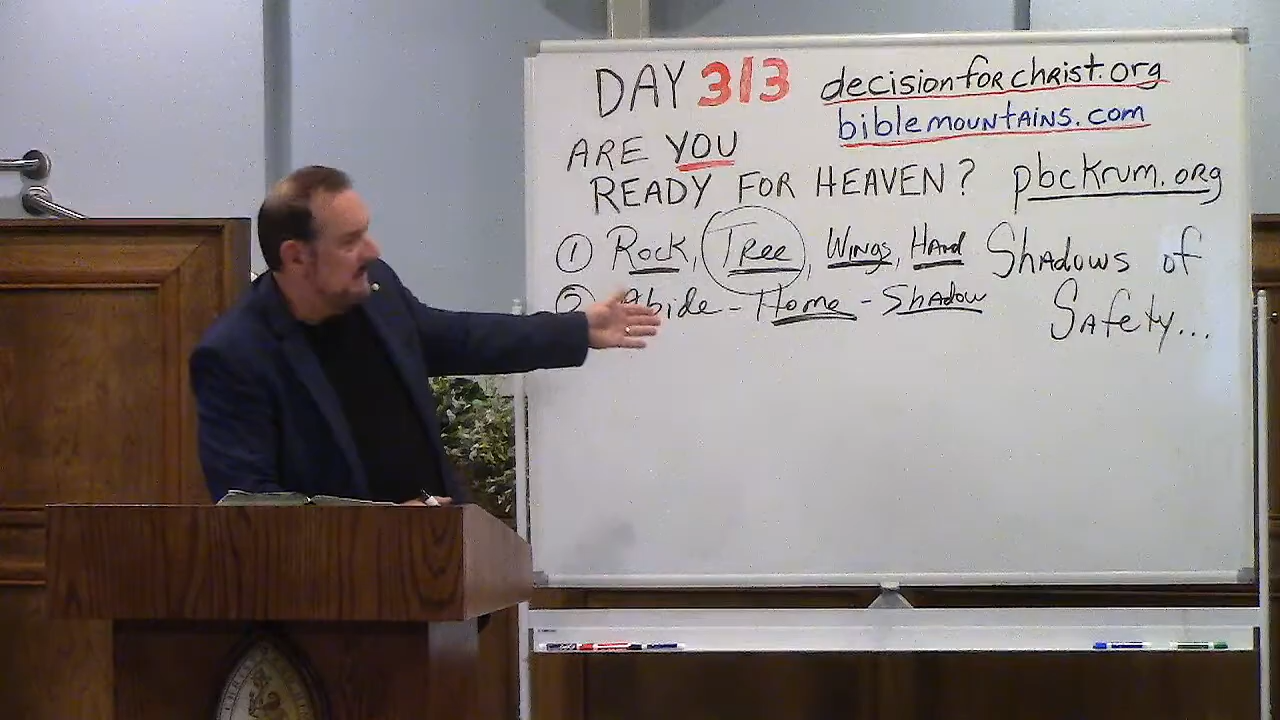 DAY 313 decisionforchrist.org
biblemountains.com
ARE YOU
READY FOR HEAVEN? pbckrum.org
① Rock, Tree, Wings, Hand Shadows of
② Abide - Home - Shadow Safety...